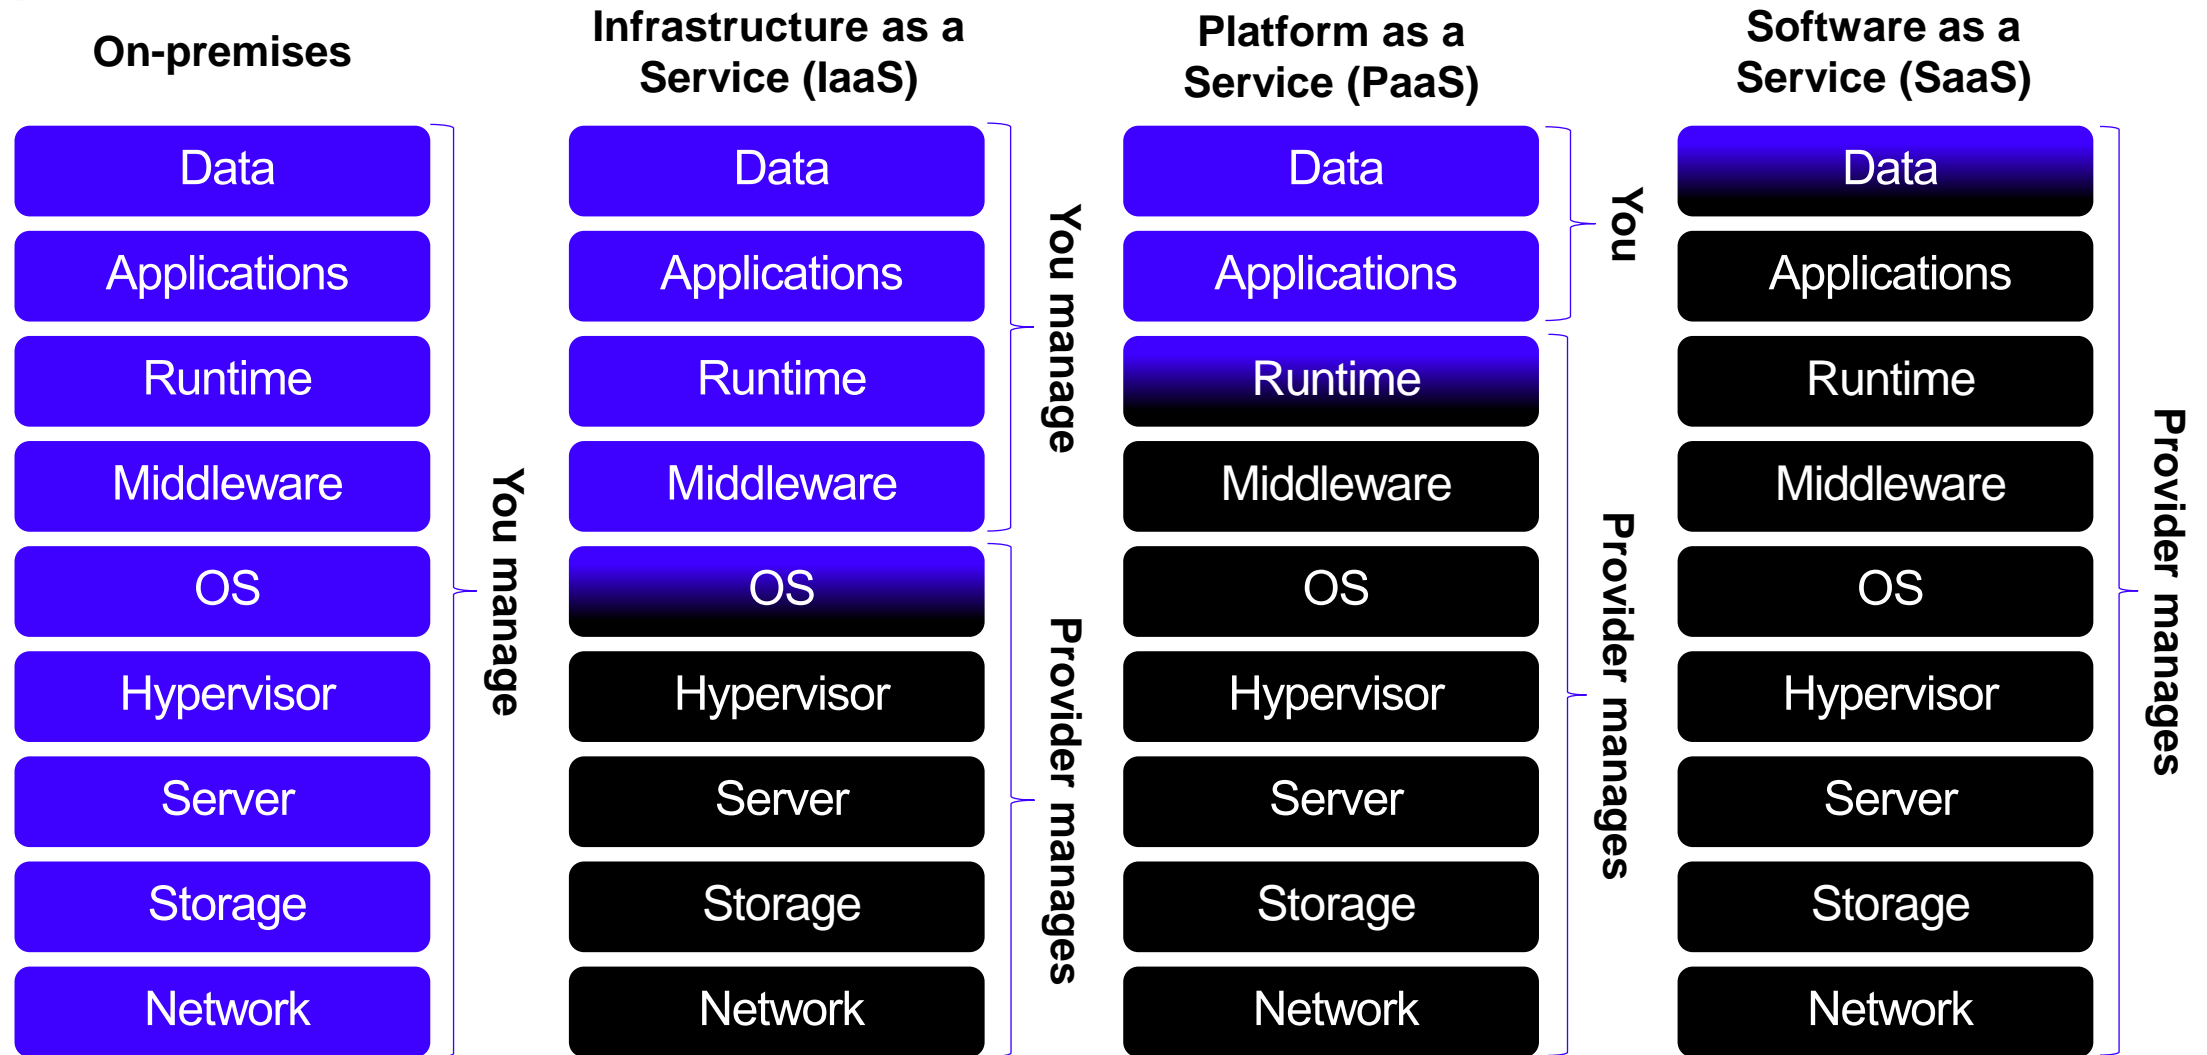 On-premises
Data
Applications
Runtime
Middleware
OS
Hypervisor
Server
Storage
Network
You manage
Infrastructure as a
Service (IaaS)
Data
Applications
Runtime
Middleware
OS
Hypervisor
Server
Storage
Network
You manage
Provider manages
Platform as a
Service (PaaS)
Data
Applications
Runtime
Middleware
OS
Hypervisor
Server
Storage
Network
You
Provider manages
Software as a
Service (SaaS)
Data
Applications
Runtime
Middleware
OS
Hypervisor
Server
Storage
Network
Provider manages